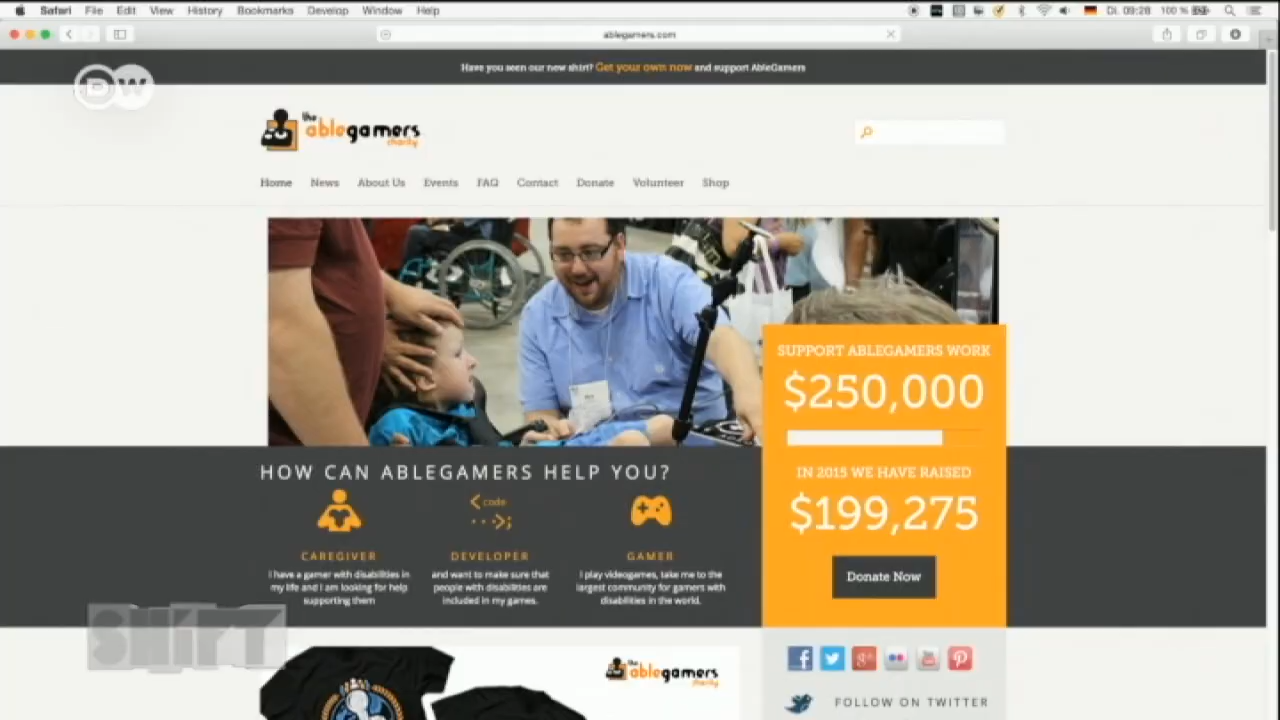 Safari File Edit View History Bookmarks Develop Window Help
Di. 09:28 100 %
ablegamers.com
Have you seen our new shirt? Get your own now and support AbleGamers
DW
the
ablegamers
charity
Home News About Us Events FAQ Contact Donate Volunteer Shop
SUPPORT ABLEGAMERS WORK
$250,000
IN 2015 WE HAVE RAISED
$199,275
Donate Now
HOW CAN ABLEGAMERS HELP YOU?
< code
...>;
CAREGIVER
I have a gamer with disabilities in
my life and I am looking for help
supporting them
DEVELOPER
and want to make sure that
people with disabilities are
included in my games.
GAMER
I play videogames, take me to the
largest community for gamers with
disabilities in the world.
SHIFT
the
ablegamers
charity
FOLLOW ON TWITTER